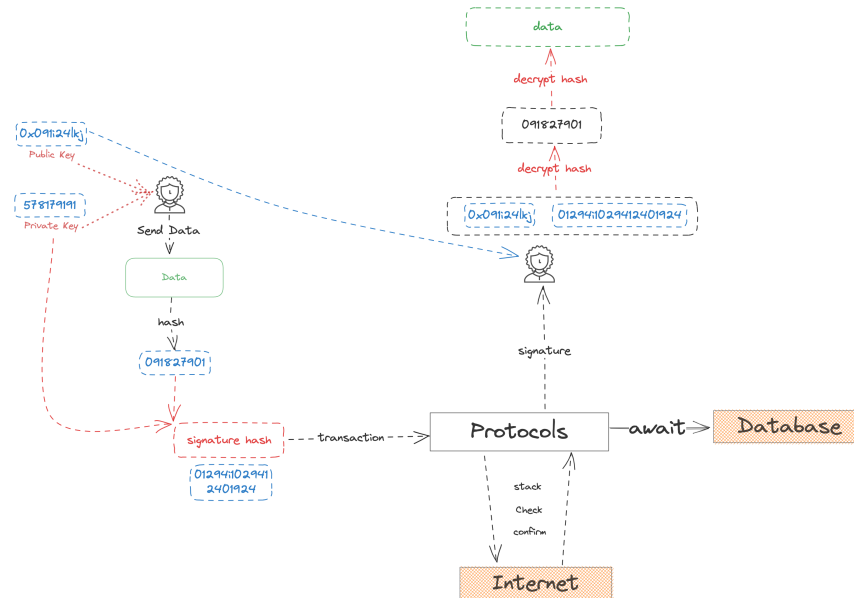 data
decrypt hash
091827901
decrypt hash
0x091i24lkj
01294i1029412401924
0x091i24lkj
Public Key
578179191
Private Key
Send Data
Data
hash
091827901
signature hash
01294i102941
2401924
transaction
signature
Protocols
await
Database
stack
Check
confirm
Internet